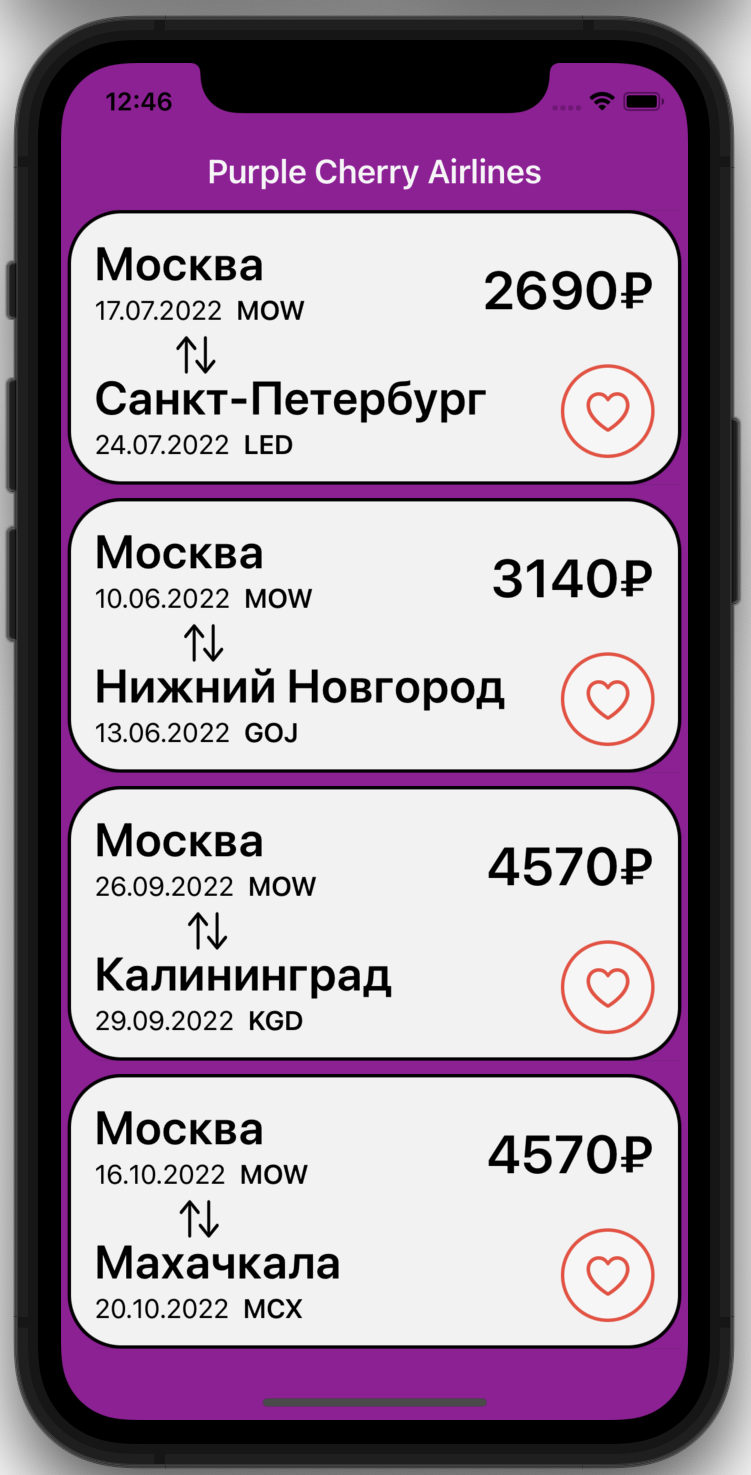 12:46
Purple Cherry Airlines
Москва
2690₽
17.07.2022 MOW
Санкт-Петербург
24.07.2022 LED
Москва
3140₽
10.06.2022 MOW
Нижний Новгород
13.06.2022 GOJ
Москва
4570₽
26.09.2022 MOW
Калининград
29.09.2022 KGD
Москва
4570₽
16.10.2022 MOW
Махачкала
20.10.2022 MCX